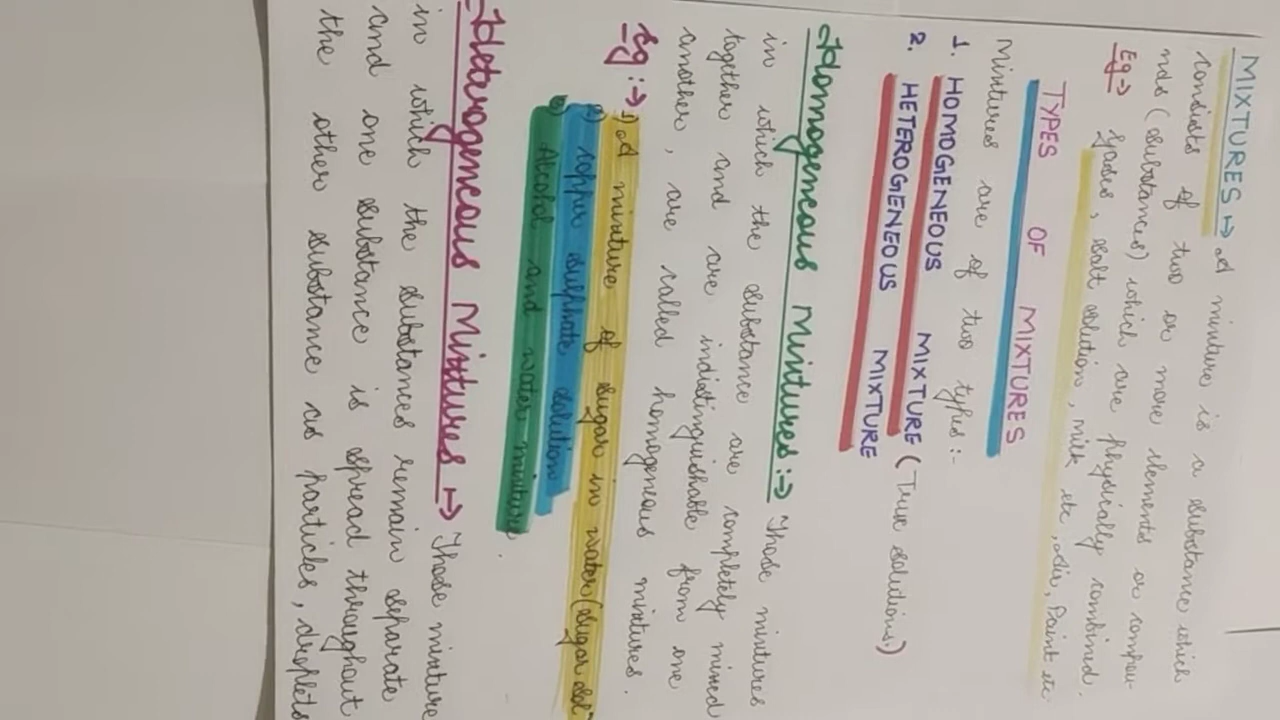 MIXTURES ↦ A mixture is a substance which
consists of two or more elements or compou-
nds (substances) which are physically combined.
Eg → gases, salt solution, milk etc, air, Paint etc
TYPES OF MIXTURES
Mixtures are of two types :-
1. HOMOGENEOUS MIXTURE (True solutions.)
2. HETEROGENEOUS MIXTURE
Homogeneous Mixtures :→ Those mixtures
in which the substance are completely mixed
together and are indistinguishable from one
another, are called homogeneous mixtures.
Eg :→ 1) A mixture of sugar in water (sugar sol
2) copper sulphate solution
3) Alcohol and water mixture.
Heterogeneous Mixtures ↦ Those mixture
in which the substances remain separate
and one substance is spread throughout
the other substance as particles, droplets